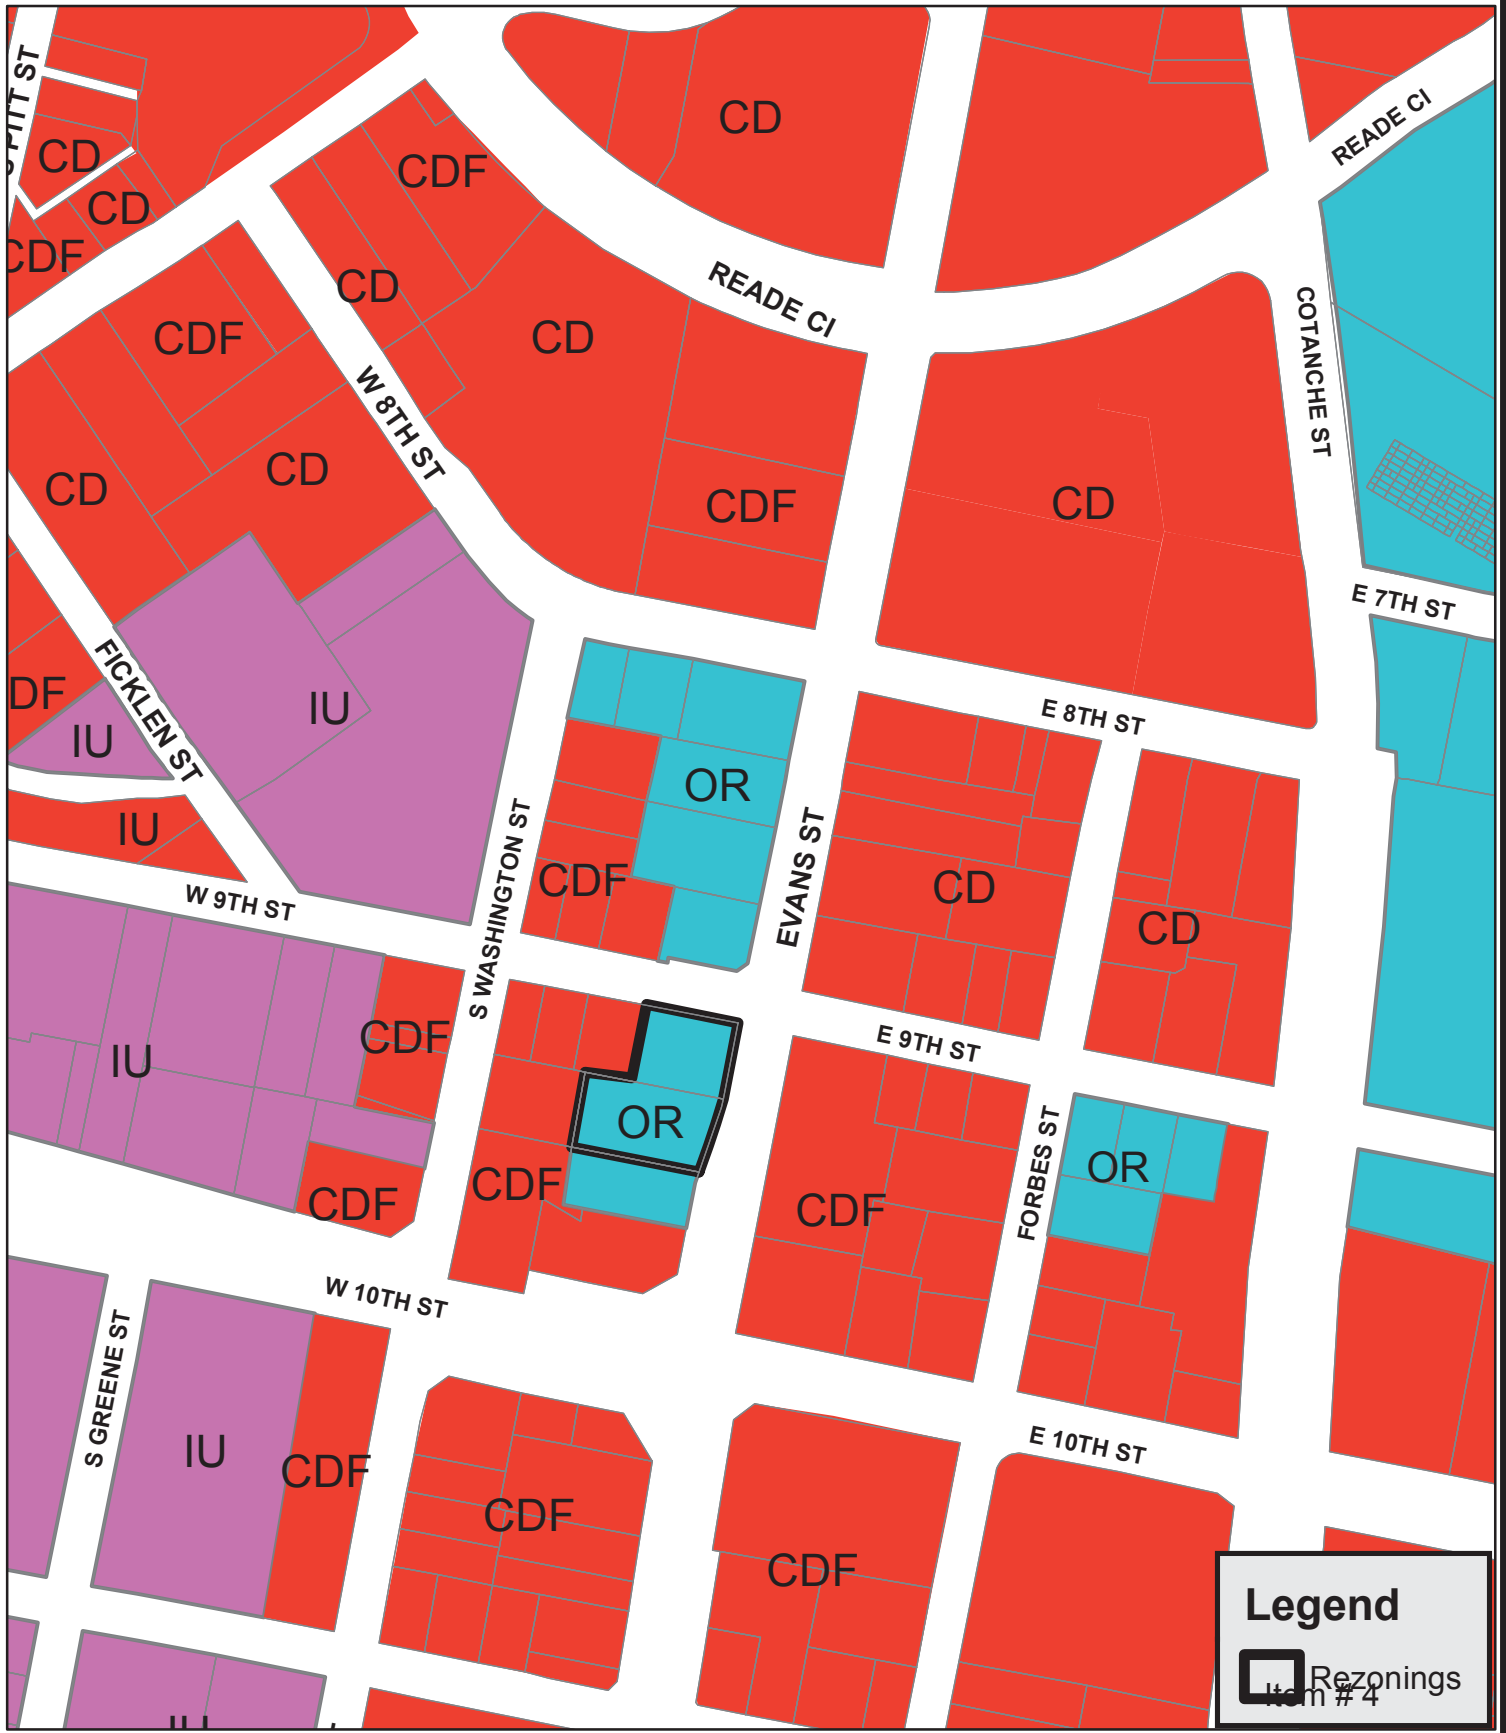 S PITT ST
CD
CD
CDF
CDF
CD
READE CI
CD
READE CI
CDF
CD
COTANCHE ST
W 8TH ST
CD
CD
CDF
CD
E 7TH ST
FICKLEN ST
DF
IU
IU
IU
E 8TH ST
OR
CDF
S WASHINGTON ST
EVANS ST
CD
CD
W 9TH ST
IU
CDF
CDF
E 9TH ST
OR
CDF
CDF
FORBES ST
OR
W 10TH ST
S GREENE ST
IU
CDF
CDF
CDF
E 10TH ST
IU
Legend
Rezonings
Item # 4